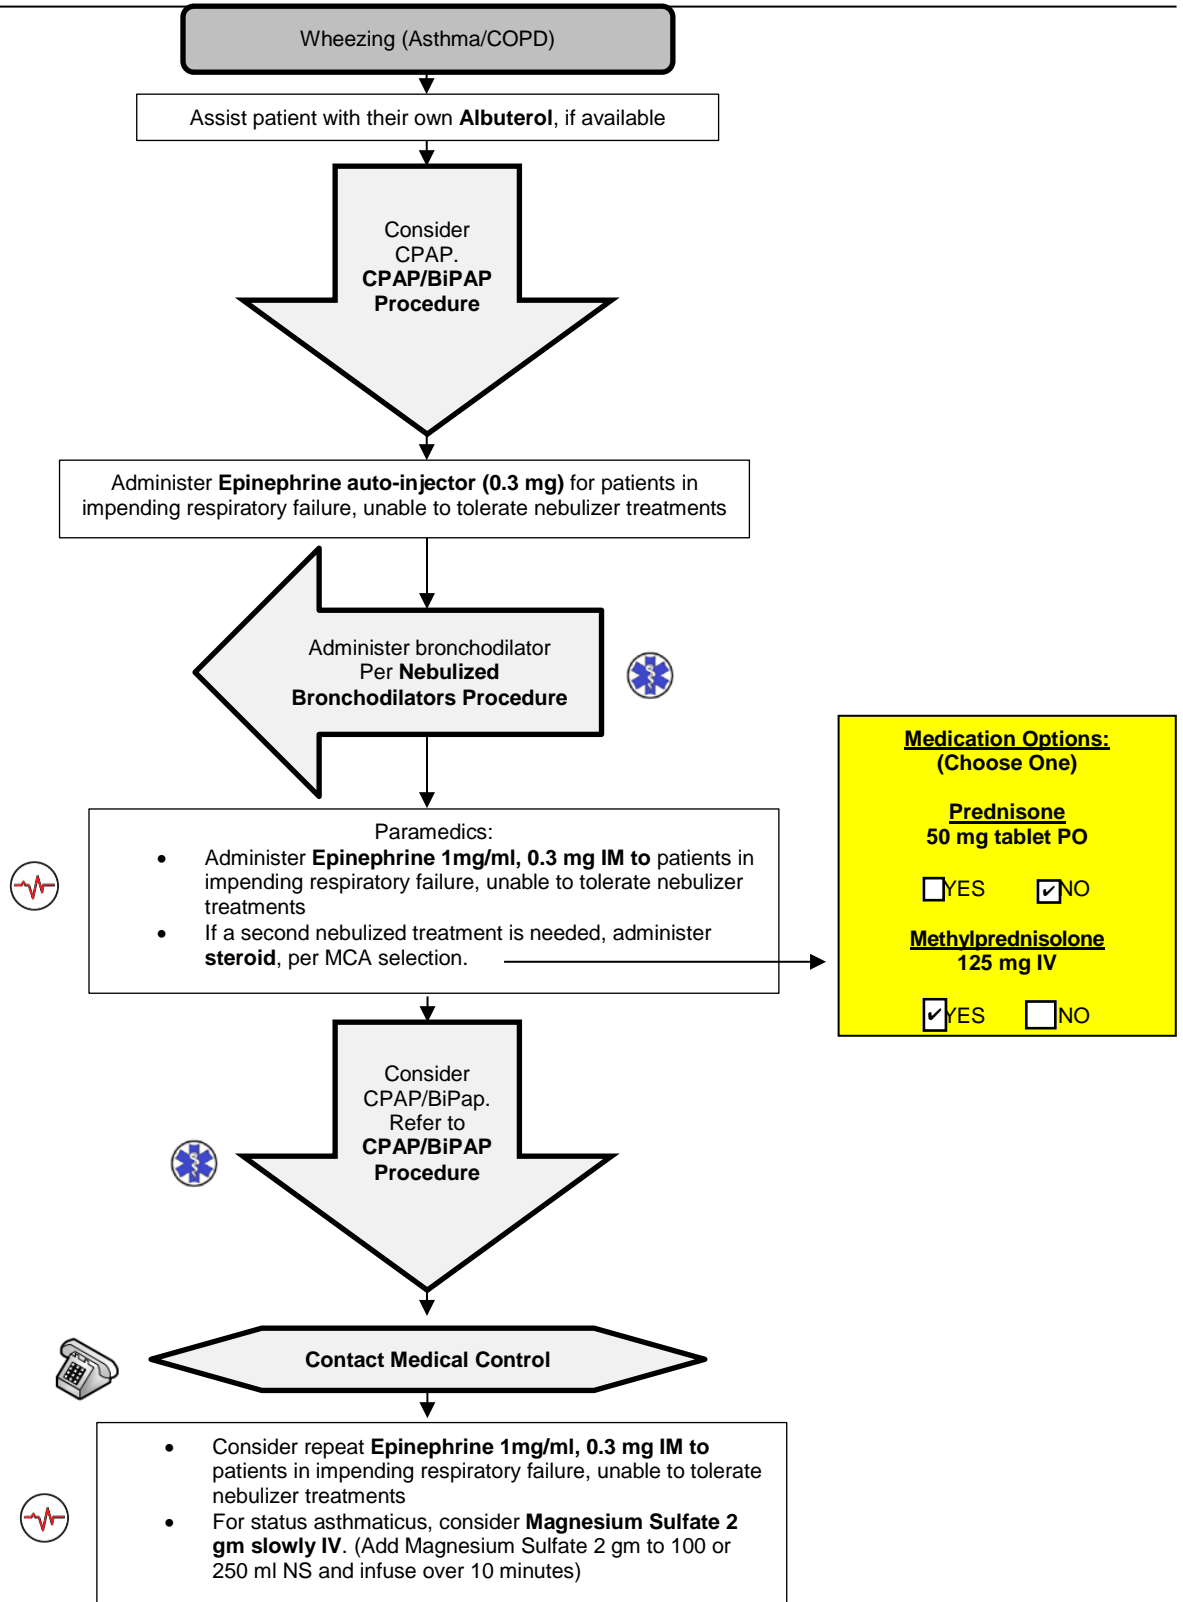 Wheezing (Asthma/COPD)
Assist patient with their own Albuterol, if available
Consider
CPAP.
CPAP/BiPAP
Procedure
Administer Epinephrine auto-injector (0.3 mg) for patients in
impending respiratory failure, unable to tolerate nebulizer treatments
Administer bronchodilator
Per Nebulized
Bronchodilators Procedure
Paramedics:
• Administer Epinephrine 1mg/ml, 0.3 mg IM to patients in
impending respiratory failure, unable to tolerate nebulizer
treatments
• If a second nebulized treatment is needed, administer
steroid, per MCA selection.
Medication Options:
(Choose One)
Prednisone
50 mg tablet PO
☐YES ☑NO
Methylprednisolone
125 mg IV
☑YES ☐NO
Consider
CPAP/BiPap.
Refer to
CPAP/BiPAP
Procedure
Contact Medical Control
• Consider repeat Epinephrine 1mg/ml, 0.3 mg IM to
patients in impending respiratory failure, unable to tolerate
nebulizer treatments
• For status asthmaticus, consider Magnesium Sulfate 2
gm slowly IV. (Add Magnesium Sulfate 2 gm to 100 or
250 ml NS and infuse over 10 minutes)